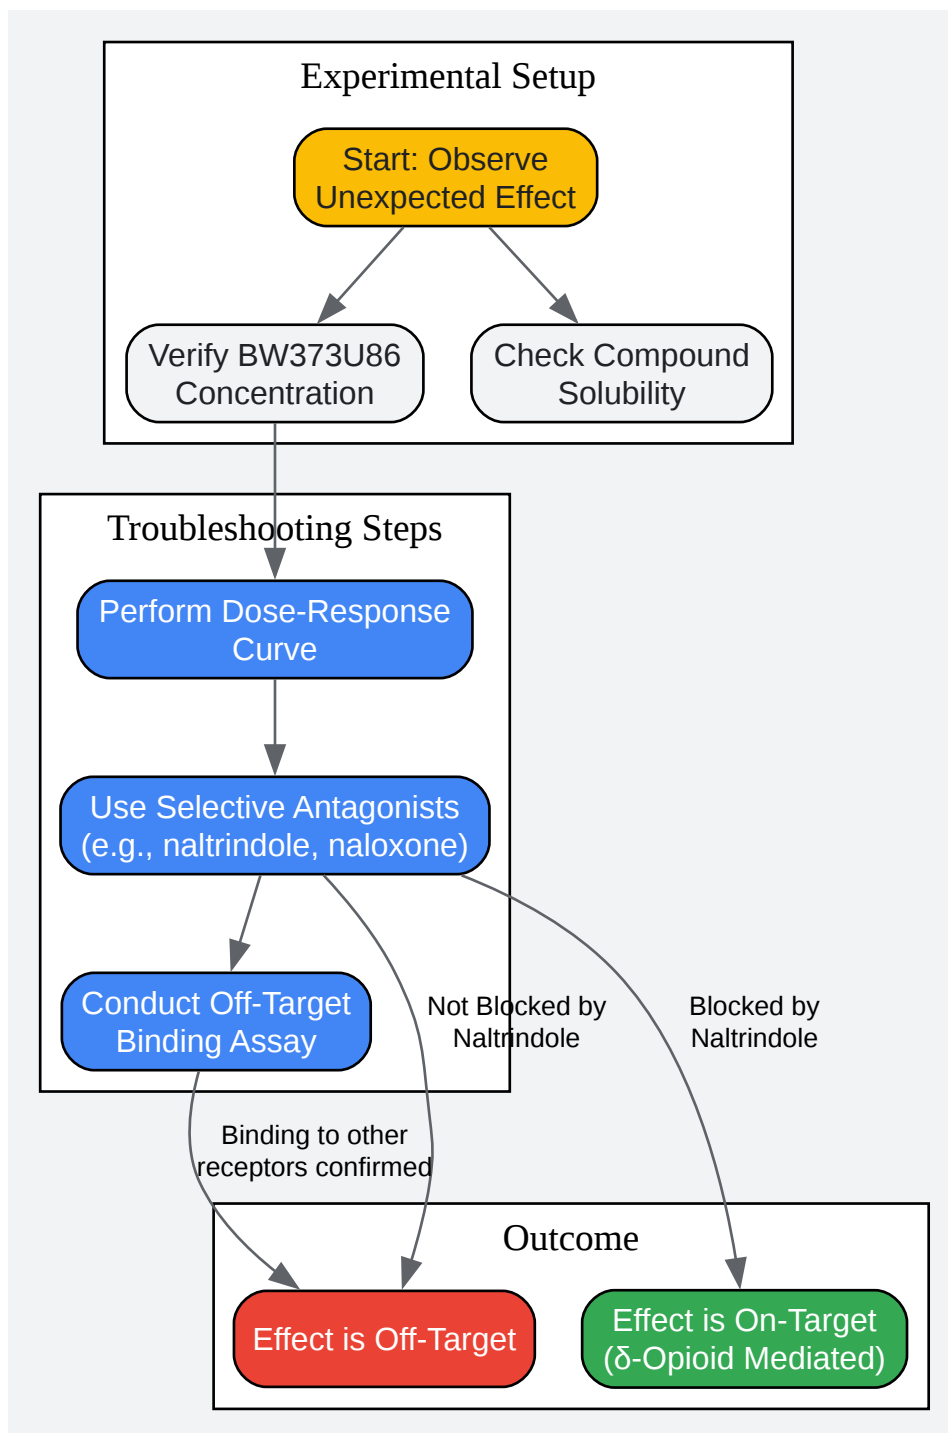 Experimental Setup
Start: Observe
Unexpected Effect
Verify BW373U86
Concentration
Check Compound
Solubility
Troubleshooting Steps
Perform Dose-Response
Curve
Use Selective Antagonists
(e.g., naltrindole, naloxone)
Conduct Off-Target
Binding Assay
Not Blocked by
Naltrindole
Blocked by
Naltrindole
Binding to other
receptors confirmed
Outcome
Effect is Off-Target
Effect is On-Target
(δ-Opioid Mediated)